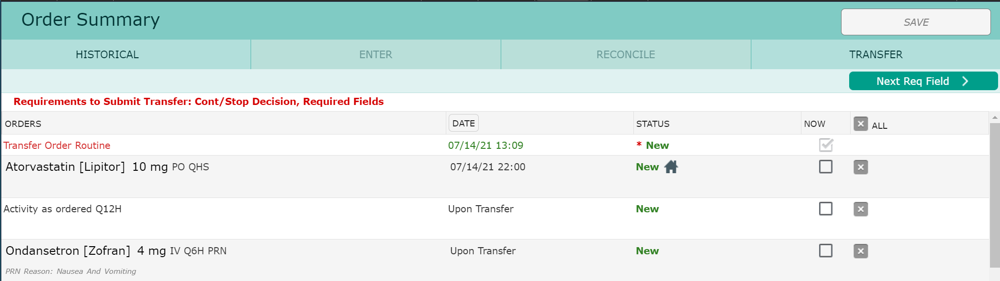 Order Summary
SAVE
HISTORICAL ENTER RECONCILE TRANSFER
Next Req Field
Requirements to Submit Transfer: Cont/Stop Decision, Required Fields
ORDERS DATE STATUS NOW ALL
Transfer Order Routine 07/14/21 13:09 * New
Atorvastatin [Lipitor] 10 mg PO QHS 07/14/21 22:00 New
Activity as ordered Q12H Upon Transfer New
Ondansetron [Zofran] 4 mg IV Q6H PRN Upon Transfer New
PRN Reason: Nausea And Vomiting